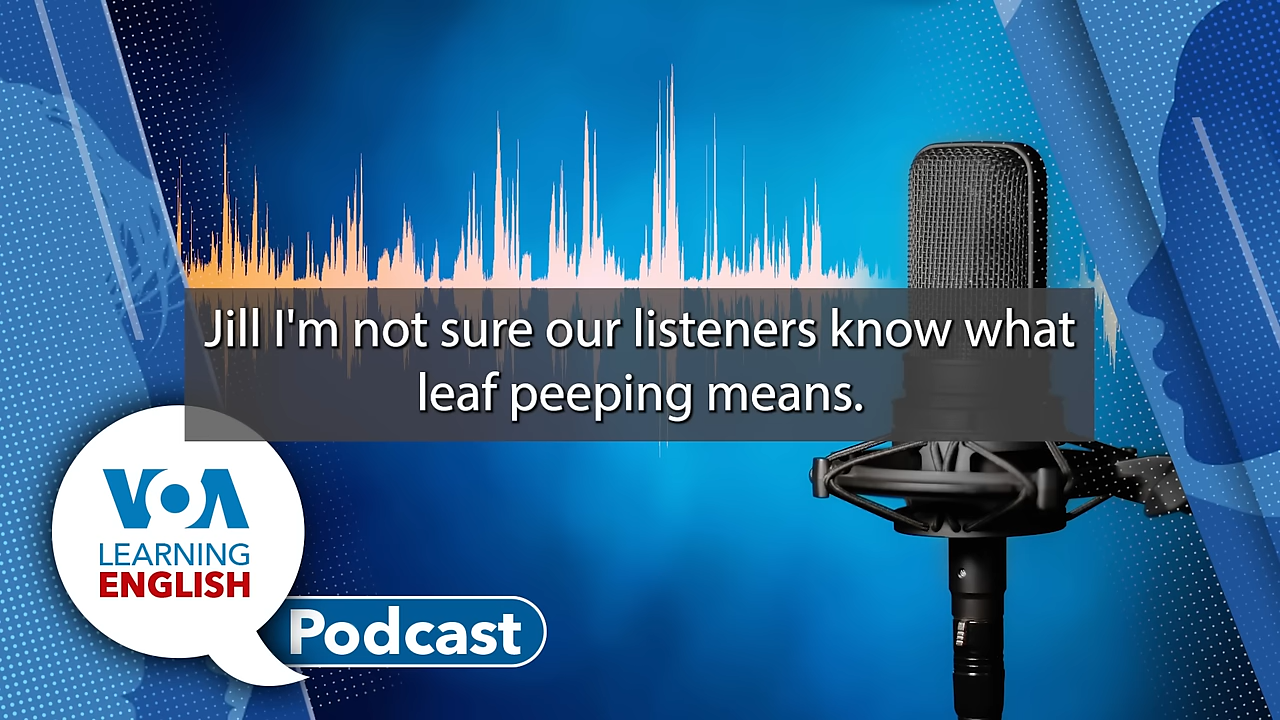 Jill I'm not sure our listeners know what
leaf peeping means.
VOA
LEARNING
ENGLISH
Podcast